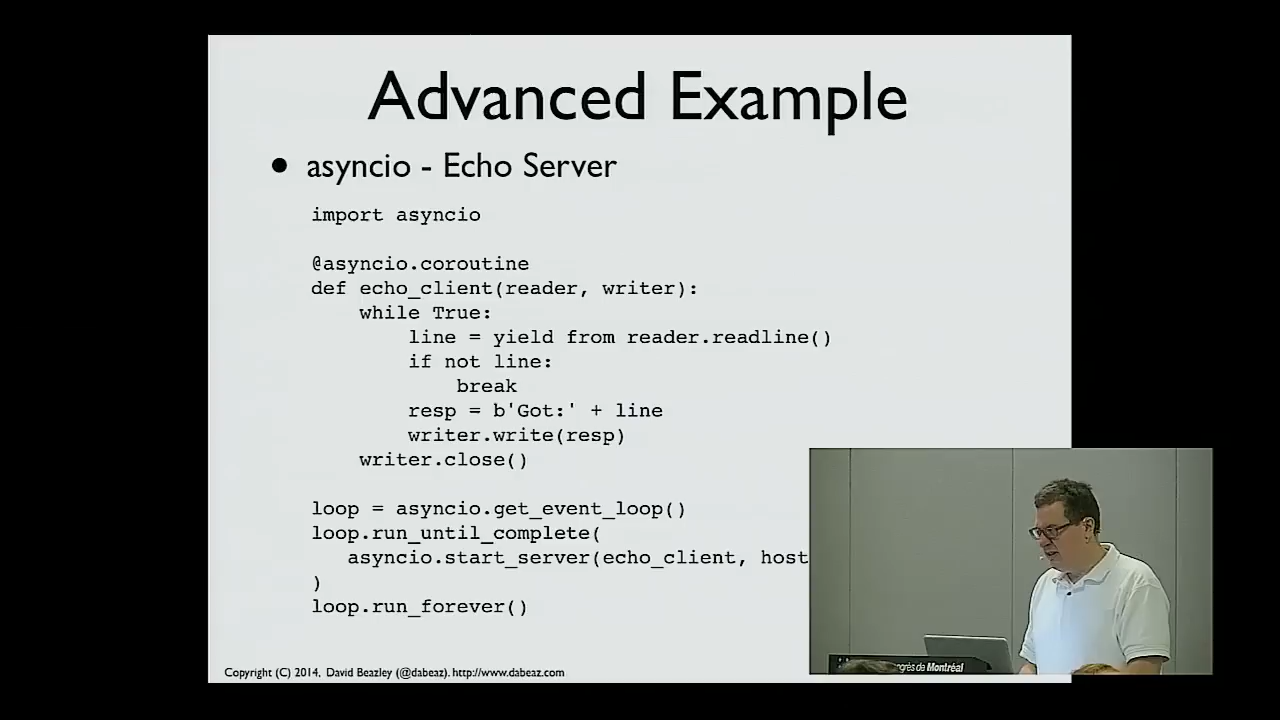 Advanced Example
• asyncio - Echo Server
import asyncio
@asyncio.coroutine
def echo_client(reader, writer):
    while True:
        line = yield from reader.readline()
        if not line:
            break
        resp = b'Got:' + line
        writer.write(resp)
    writer.close()
loop = asyncio.get_event_loop()
loop.run_until_complete(
   asyncio.start_server(echo_client, host
)
loop.run_forever()
Copyright (C) 2014, David Beazley (@dabeaz). http://www.dabeaz.com
ngrès de Montréal